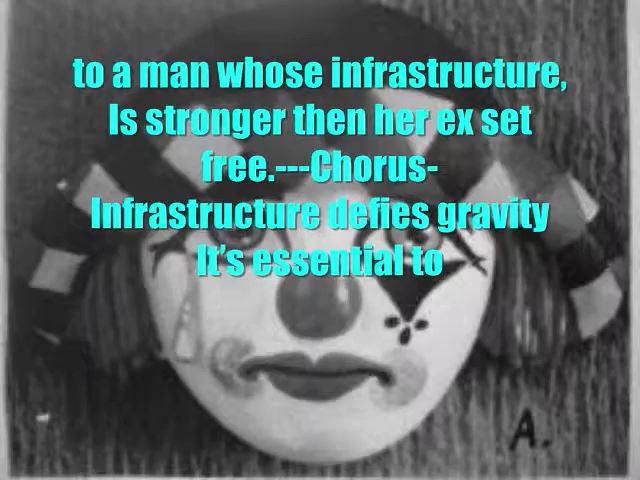 to a man whose infrastructure,
Is stronger then her ex set
free.---Chorus-
Infrastructure defies gravity
It's essential to
A.